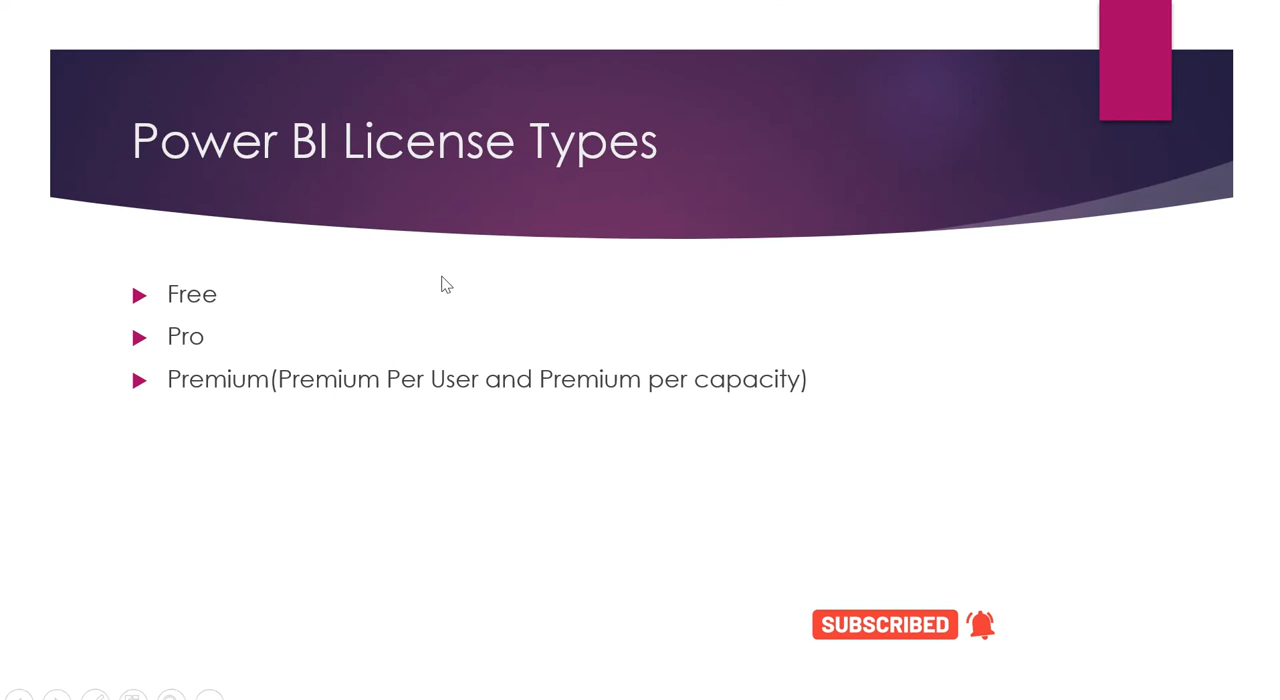 Power BI License Types
Free
Pro
Premium(Premium Per User and Premium per capacity)
SUBSCRIBED